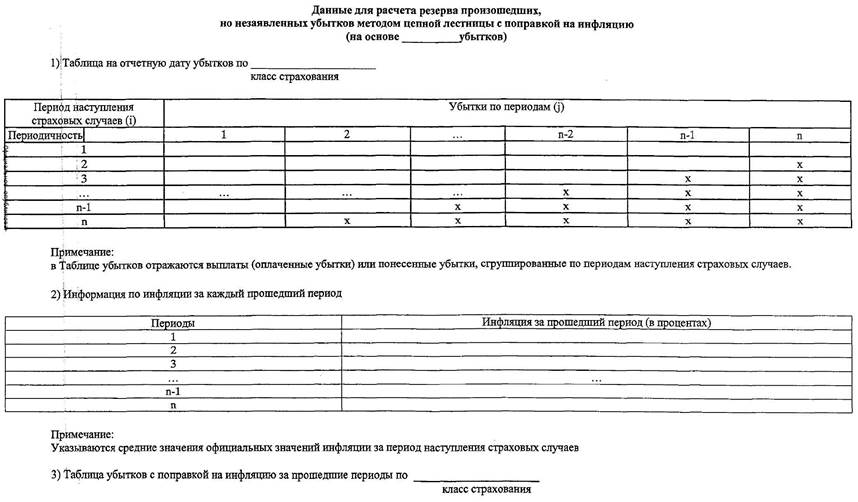 Данные для расчета резерва произошедших,
но незаявленных убытков методом цепной лестницы с поправкой на инфляцию
(на основе __________убытков)
1) Таблица на отчетную дату убытков по ____________________
класс страхования
Период наступления страховых случаев (i) Убытки по периодам (j)
Периодичность 1 2 ... n-2 n-1 n
1
2 x
3 x x
... ... ... ... x x x
n-1 x x x x
n x x x x x
Примечание:
в Таблице убытков отражаются выплаты (оплаченные убытки) или понесенные убытки, сгруппированные по периодам наступления страховых случаев.
2) Информация по инфляции за каждый прошедший период
Периоды Инфляция за прошедший период (в процентах)
1
2
3
... ...
n-1
n
Примечание:
Указываются средние значения официальных значений инфляции за период наступления страховых случаев
3) Таблица убытков с поправкой на инфляцию за прошедшие периоды по ____________________
класс страхования